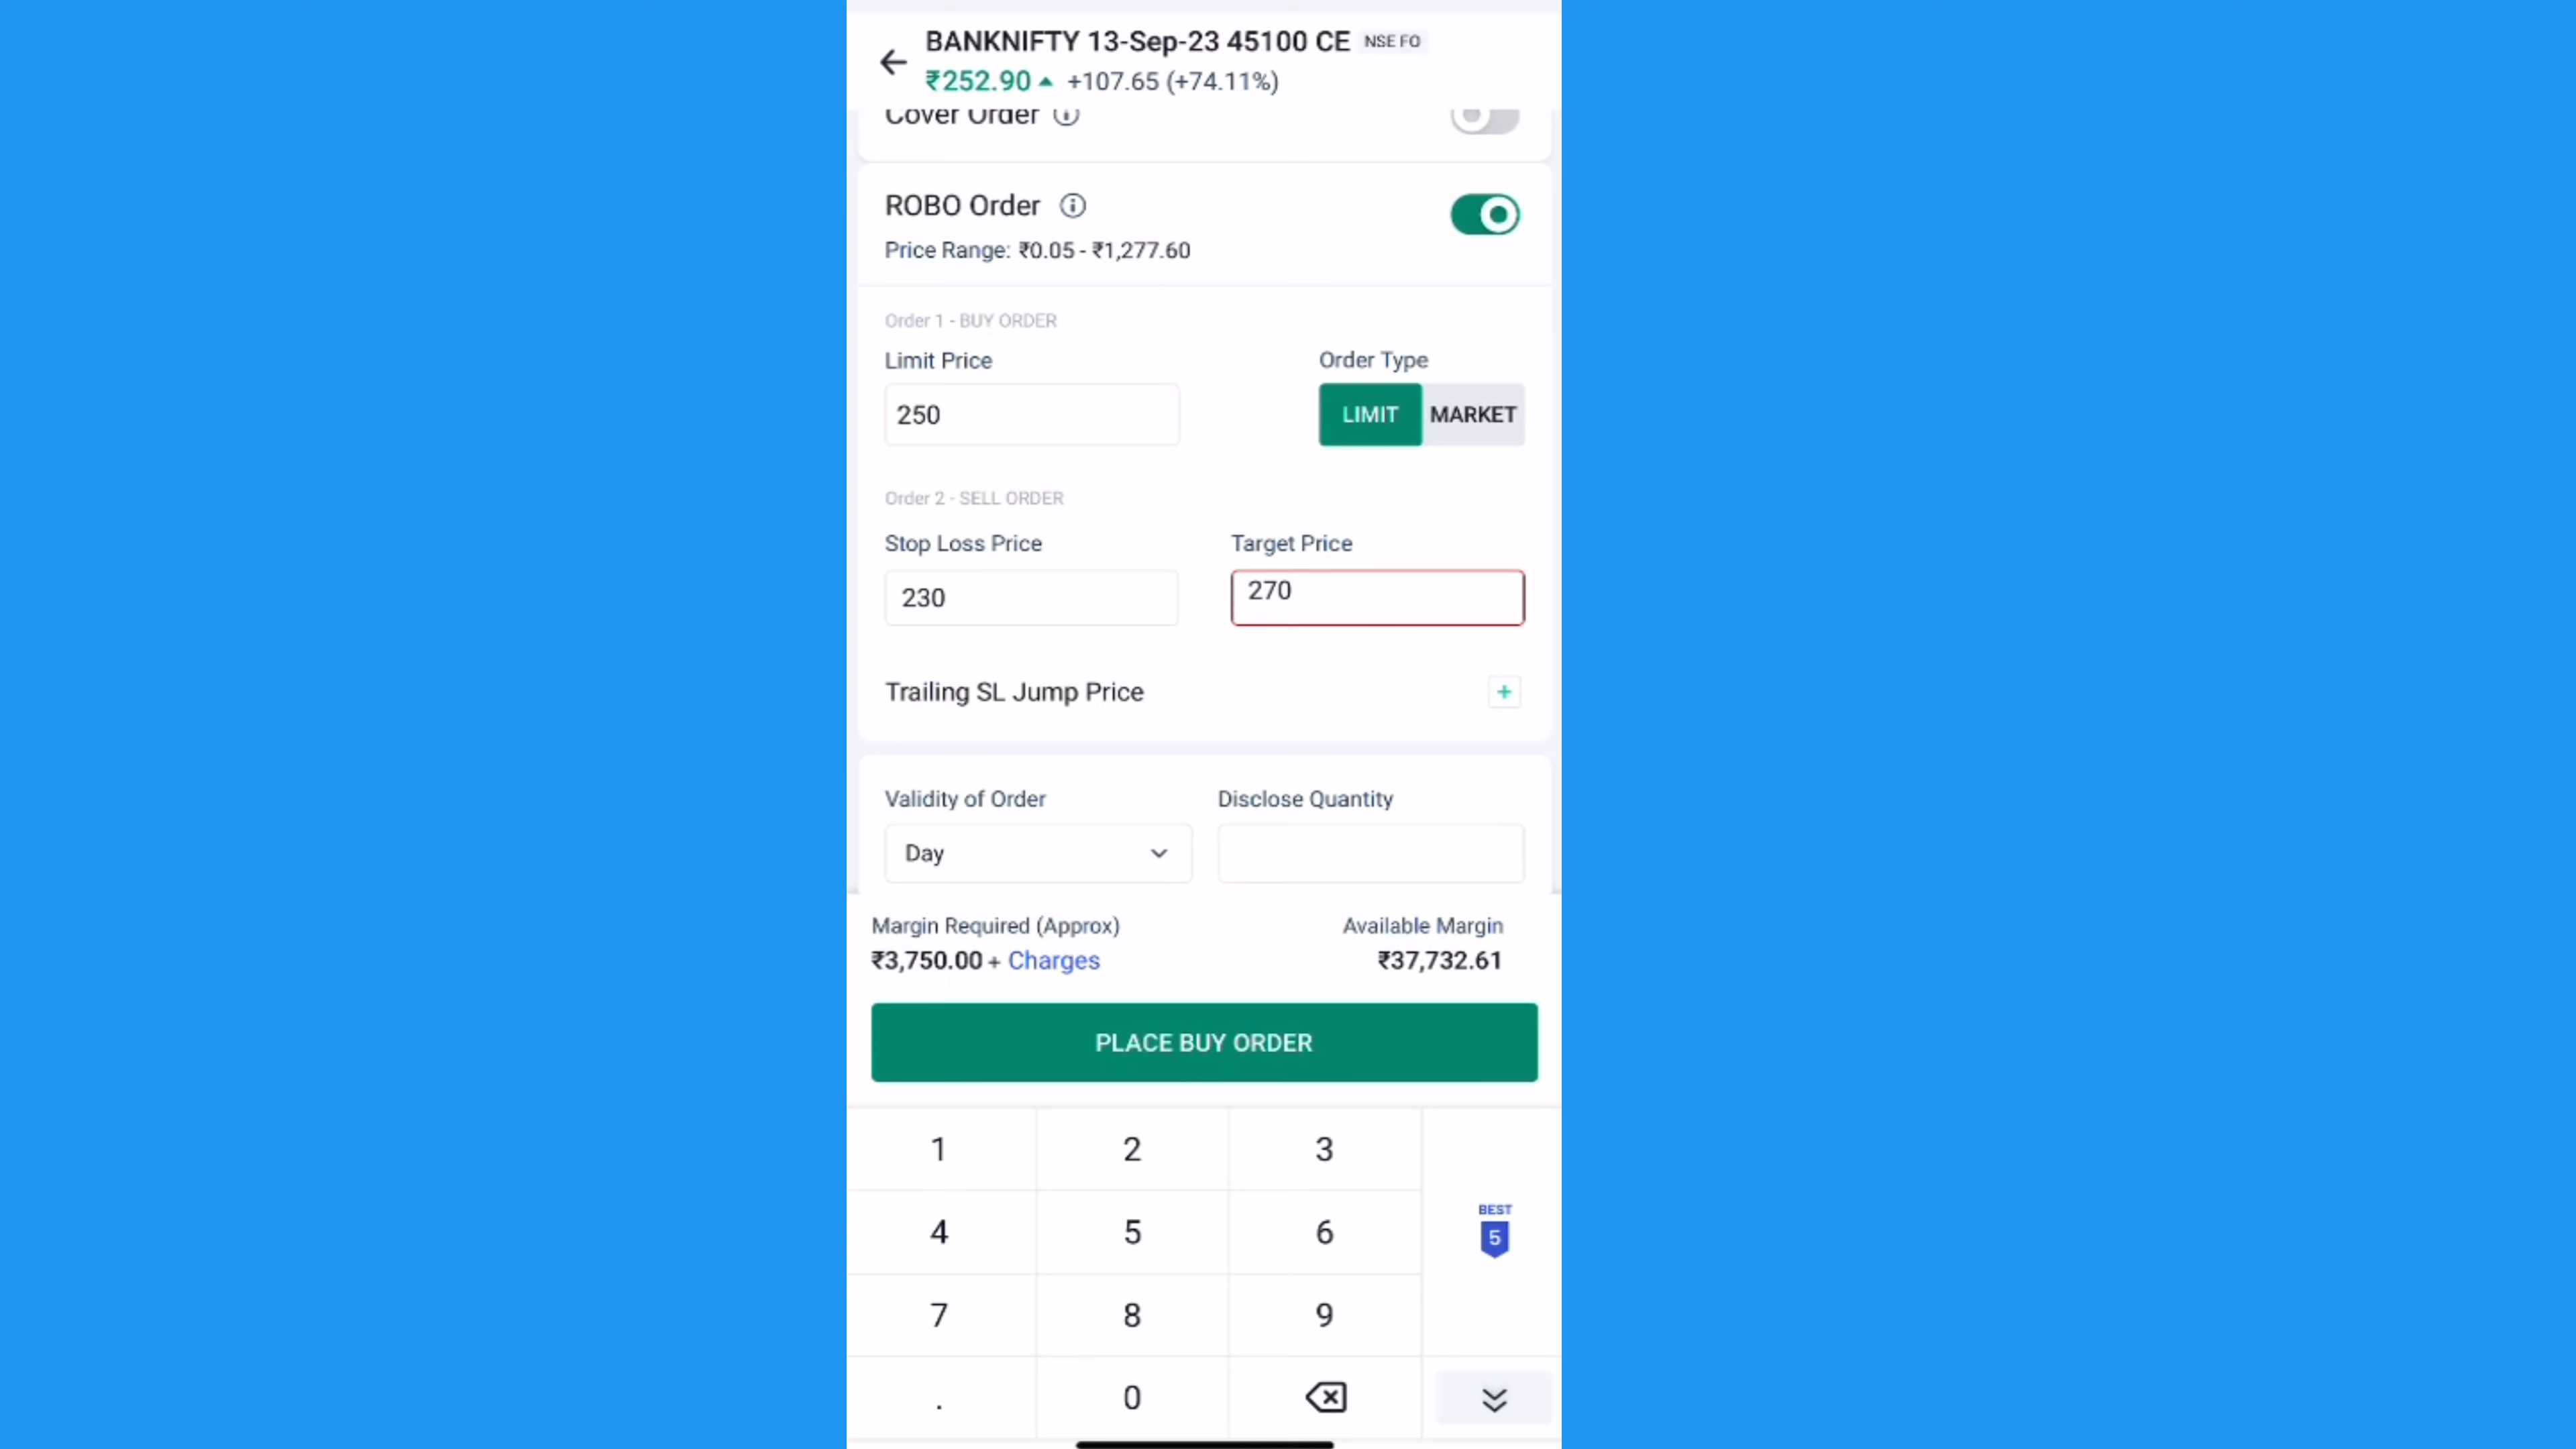 BANKNIFTY 13-Sep-23 45100 CE NSE FO
₹252.90 +107.65 (+74.11%)
Cover Order
ROBO Order
Price Range: ₹0.05 - ₹1,277.60
Order 1 - BUY ORDER
Limit Price Order Type
250 LIMIT MARKET
Order 2 - SELL ORDER
Stop Loss Price Target Price
230 270
Trailing SL Jump Price +
Validity of Order Disclose Quantity
Day
Margin Required (Approx) Available Margin
₹3,750.00 + Charges ₹37,732.61
PLACE BUY ORDER
1 2 3
BEST
4 5 6 5
7 8 9
. 0